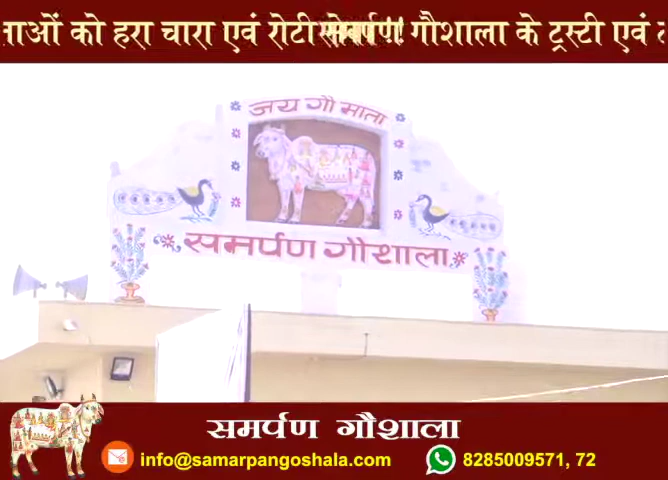 को हरा चारा एवं रोटी
गौशाला के ट्रस्टी एवं
जय गौ माता
समर्पण गौशाला
समर्पण गौशाला
info@samarpangoshala.com
8285009571, 72